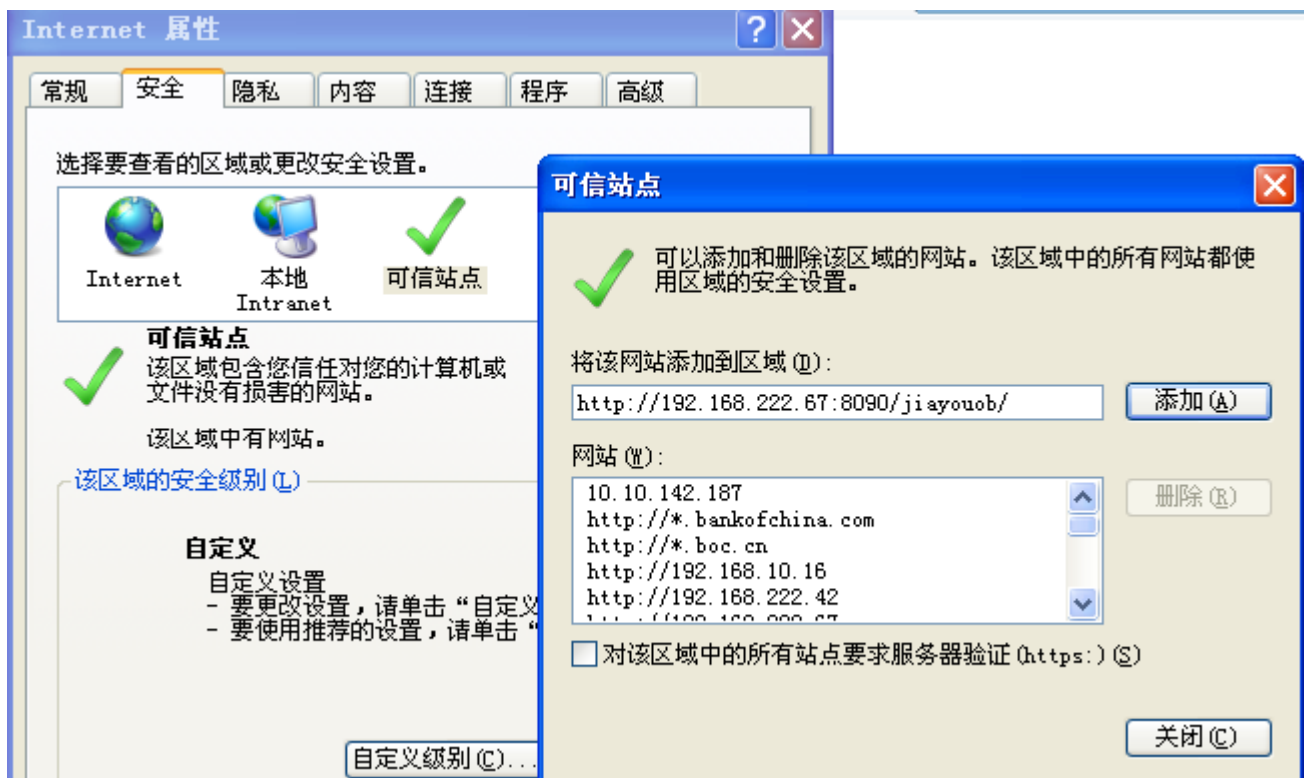 Internet 属性
常规 安全 隐私 内容 连接 程序 高级
选择要查看的区域或更改安全设置。
Internet
本地
Intranet
可信站点
可信站点
该区域包含您信任对您的计算机或
文件没有损害的网站。
该区域中有网站。
该区域的安全级别(L)
自定义
自定义设置
- 要更改设置，请单击“自定义
- 要使用推荐的设置，请单击“
自定义级别(C)...
可信站点
可以添加和删除该区域的网站。该区域中的所有网站都使
用区域的安全设置。
将该网站添加到区域(D):
http://192.168.222.67:8090/jiayouob/
添加(A)
网站(W):
10.10.142.187
http://*.bankofchina.com
http://*.boc.cn
http://192.168.10.16
http://192.168.222.42
删除(R)
对该区域中的所有站点要求服务器验证(https:)(S)
关闭(C)